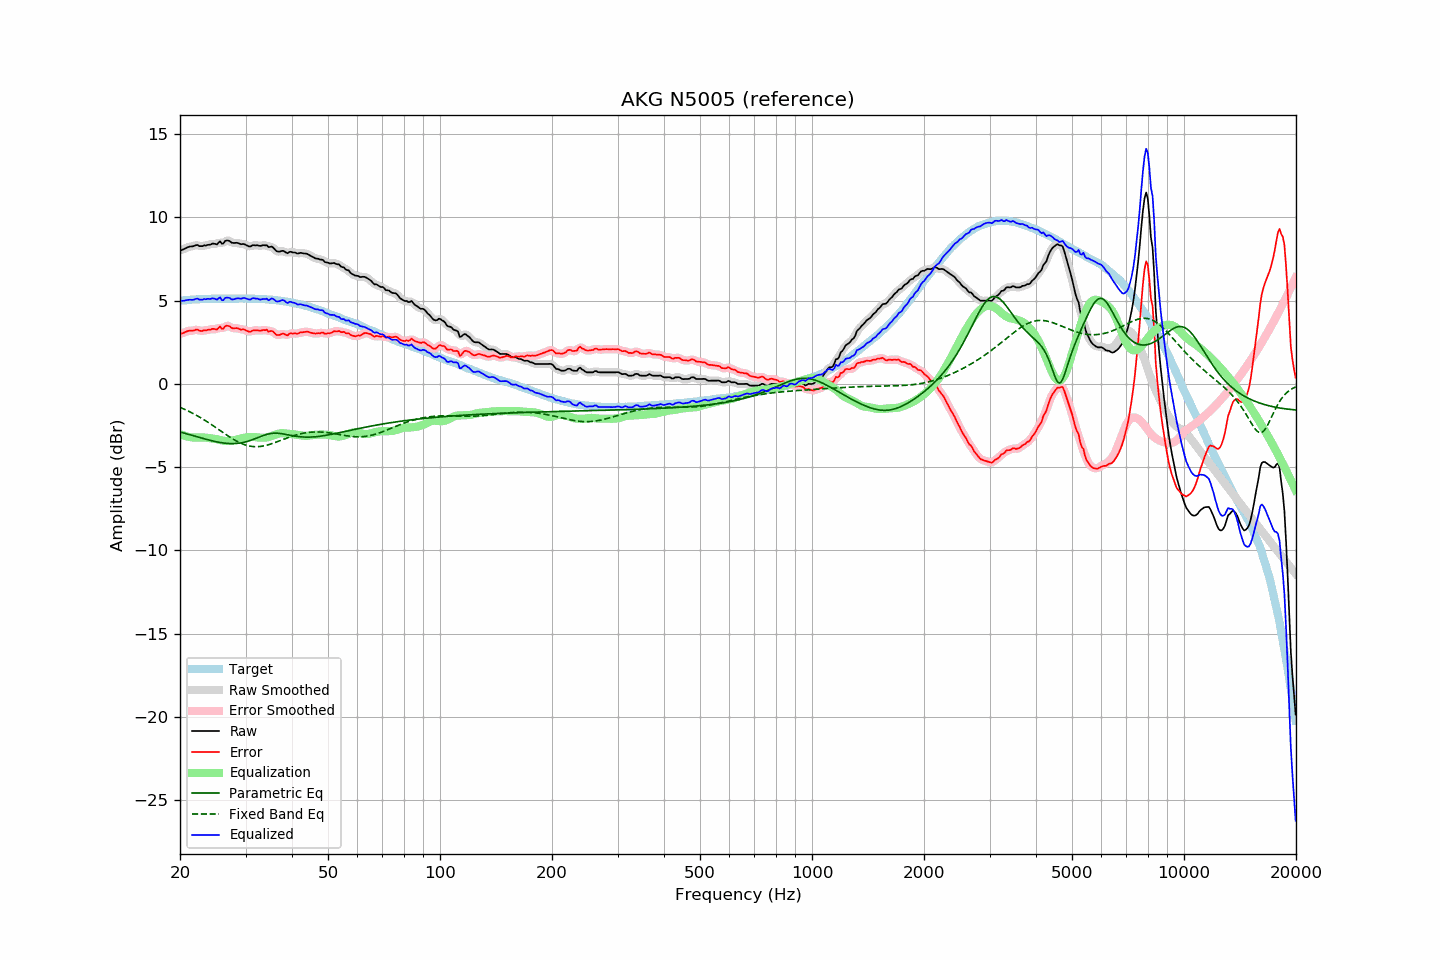 AKG N5005 (reference)
Amplitude (dBr)
15
10
5
0
−5
−10
−15
−20
−25
Target
Raw Smoothed
Error Smoothed
Raw
Error
Equalization
Parametric Eq
Fixed Band Eq
Equalized
20 50 100 200 500 1000 2000 5000 10000 20000
Frequency (Hz)